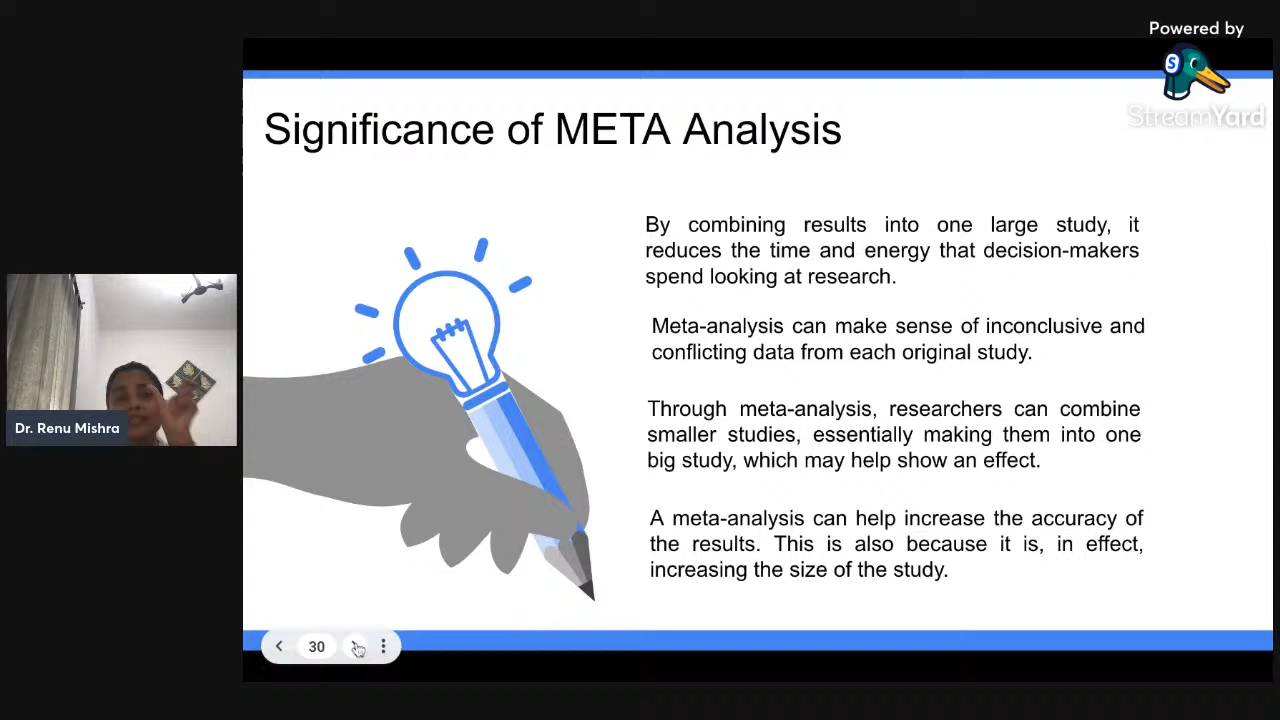 Powered by
S
StreamYard
Significance of META Analysis
By combining results into one large study, it
reduces the time and energy that decision-makers
spend looking at research.
Meta-analysis can make sense of inconclusive and
conflicting data from each original study.
Through meta-analysis, researchers can combine
smaller studies, essentially making them into one
big study, which may help show an effect.
A meta-analysis can help increase the accuracy of
the results. This is also because it is, in effect,
increasing the size of the study.
Dr. Renu Mishra
30